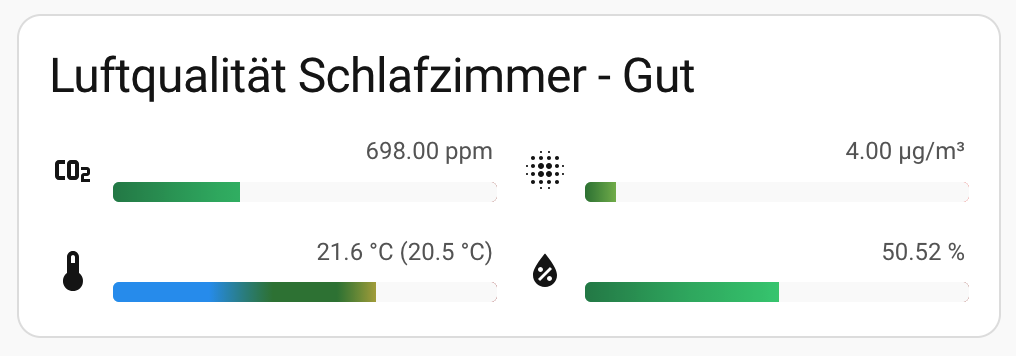 Luftqualität Schlafzimmer - Gut
CO2
698.00 ppm
4.00 µg/m³
21.6 °C (20.5 °C)
50.52 %